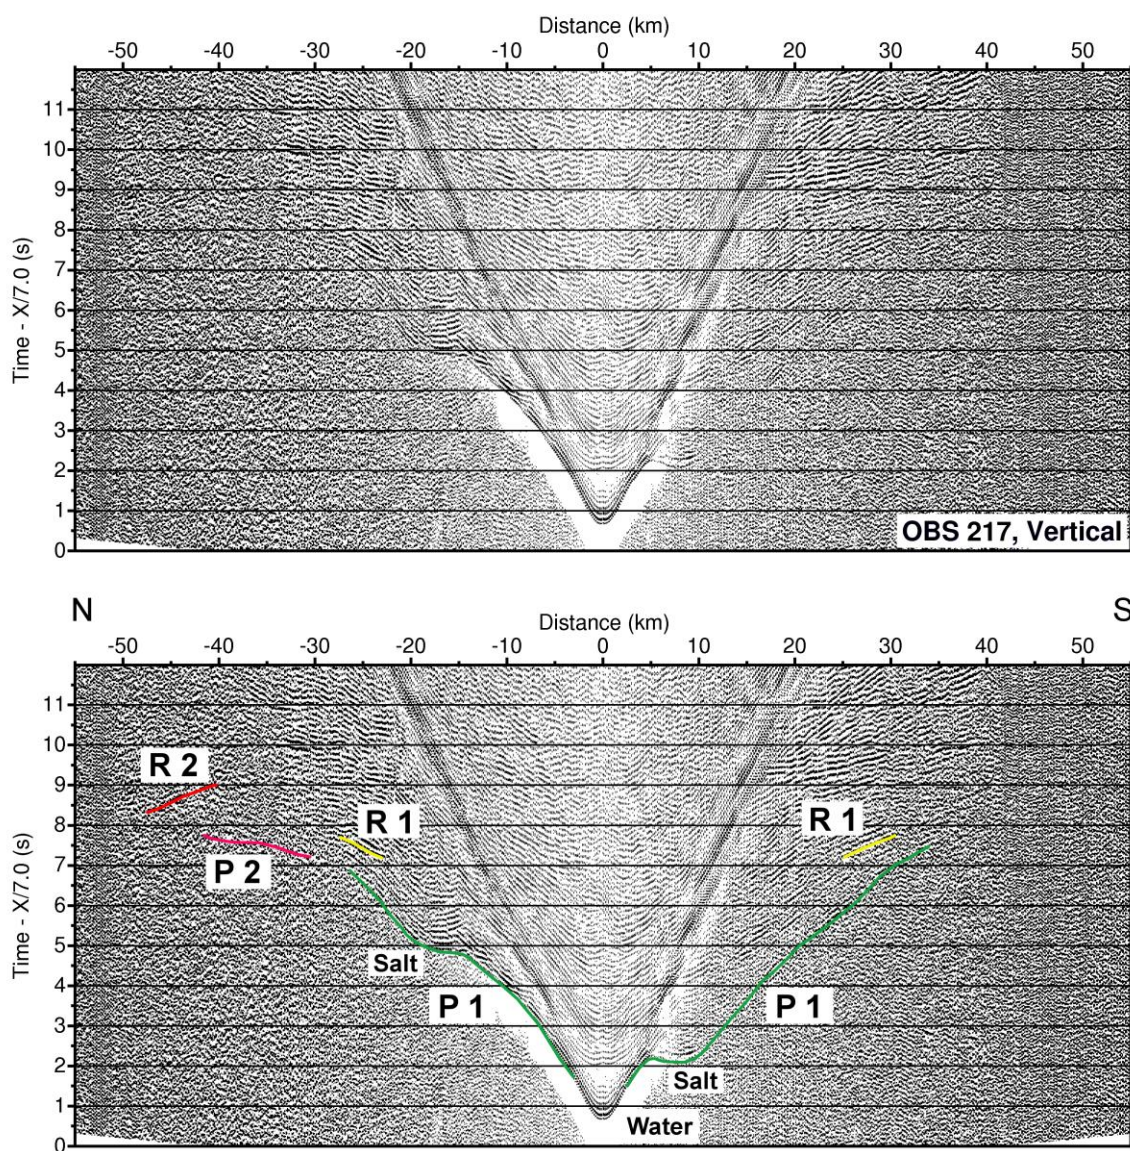 Distance (km)
-50 -40 -30 -20 -10 0 10 20 30 40 50
Time - X/7.0 (s)
11
10
9
8
7
6
5
4
3
2
1
0
OBS 217, Vertical
N S
Distance (km)
-50 -40 -30 -20 -10 0 10 20 30 40 50
Time - X/7.0 (s)
11
10
9
8
7
6
5
4
3
2
1
0
R 2
R 1 R 1
P 2
Salt
P 1 P 1
Salt
Water